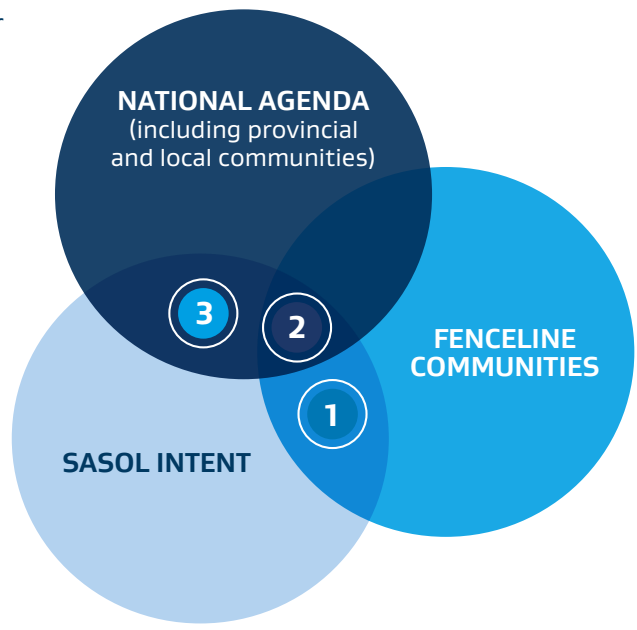 NATIONAL AGENDA
(including provincial
and local communities)
3
2
FENCELINE
COMMUNITIES
1
SASOL INTENT